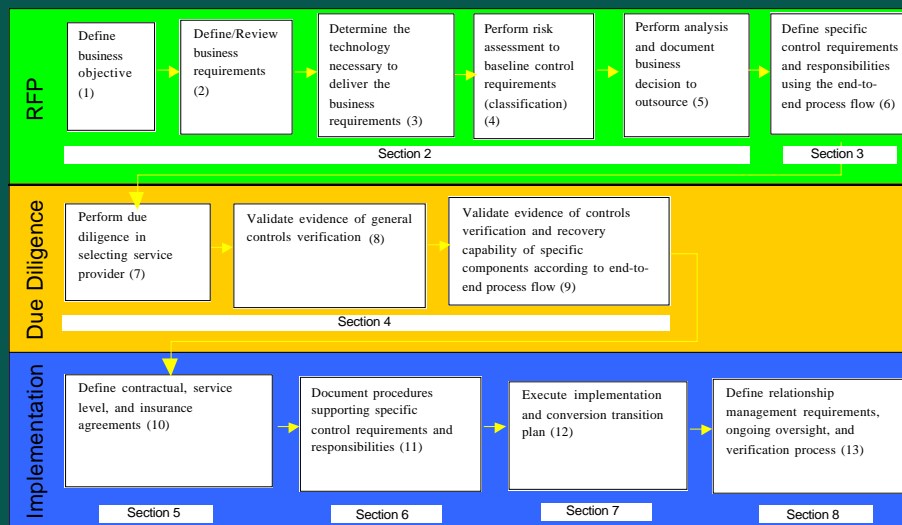 RFP
Define
business
objective
(1)
Define/Review
business
requirements
(2)
Determine the
technology
necessary to
deliver the
business
requirements (3)
Perform risk
assessment to
baseline control
requirements
(classification)
(4)
Perform analysis
and document
business
decision to
outsource (5)
Define specific
control requirements
and responsibilities
using the end-to-
end process flow (6)
Section 2
Section 3
Due Diligence
Perform due
diligence in
selecting service
provider (7)
Validate evidence of general
controls verification (8)
Validate evidence of controls
verification and recovery
capability of specific
components according to end-to-
end process flow (9)
Section 4
Implementation
Define contractual, service
level, and insurance
agreements (10)
Document procedures
supporting specific
control requirements and
responsibilities (11)
Execute implementation
and conversion transition
plan (12)
Define relationship
management requirements,
ongoing oversight, and
verification process (13)
Section 5
Section 6
Section 7
Section 8